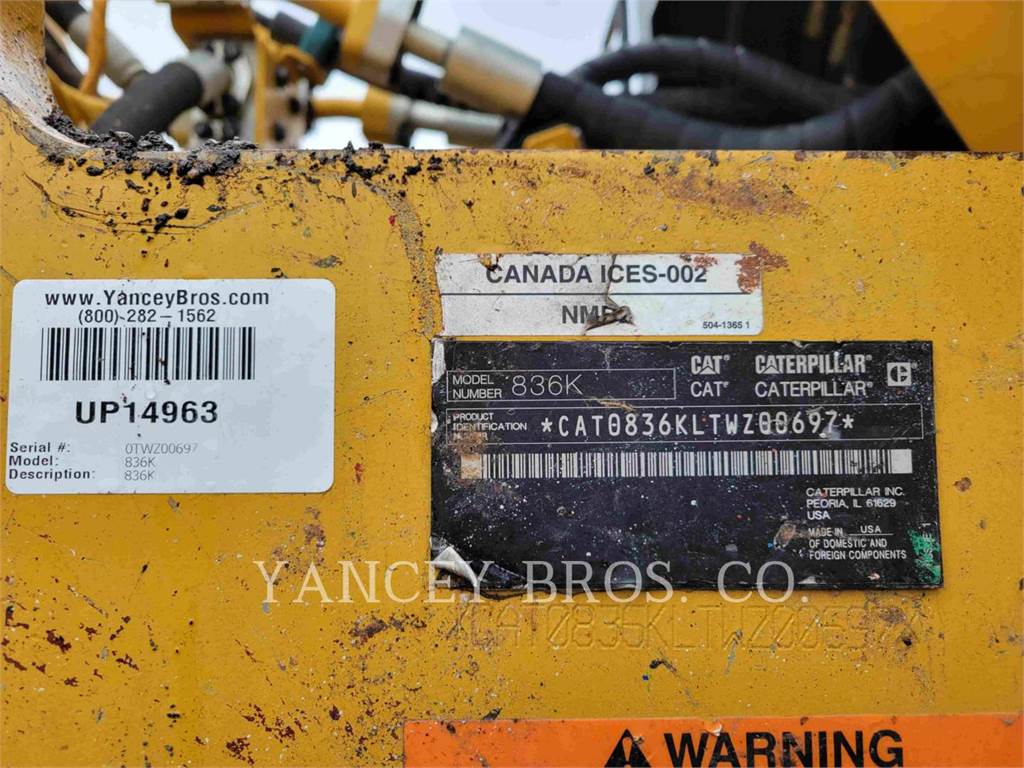 www.YanceyBros.com
(800)-282-1562
UP14963
Serial #: 0TWZ00697
Model: 836K
Description: 836K
CANADA ICES-002
504-1365 1
MODEL NUMBER 836K
CAT® CATERPILLAR®
CAT® CATERPILLAR®
PRODUCT
IDENTIFICATION
NUMBER
*CAT0836KLTWZ00697*
CATERPILLAR INC.
PEORIA, IL 61629
USA
MADE IN USA
OF DOMESTIC AND
FOREIGN COMPONENTS
YANCEY BROS. CO.
*CAT0836KLTWZ00697*
WARNING